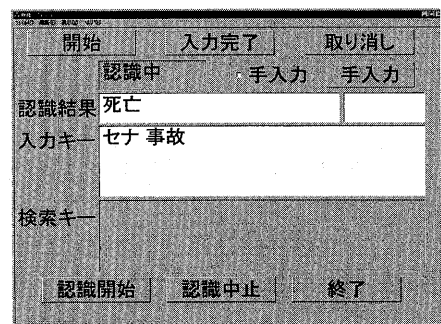 開始 入力完了 取り消し
認識中 手入力 手入力
認識結果 死亡
入力キー セナ 事故
検索キー
認識開始 認識中止 終了